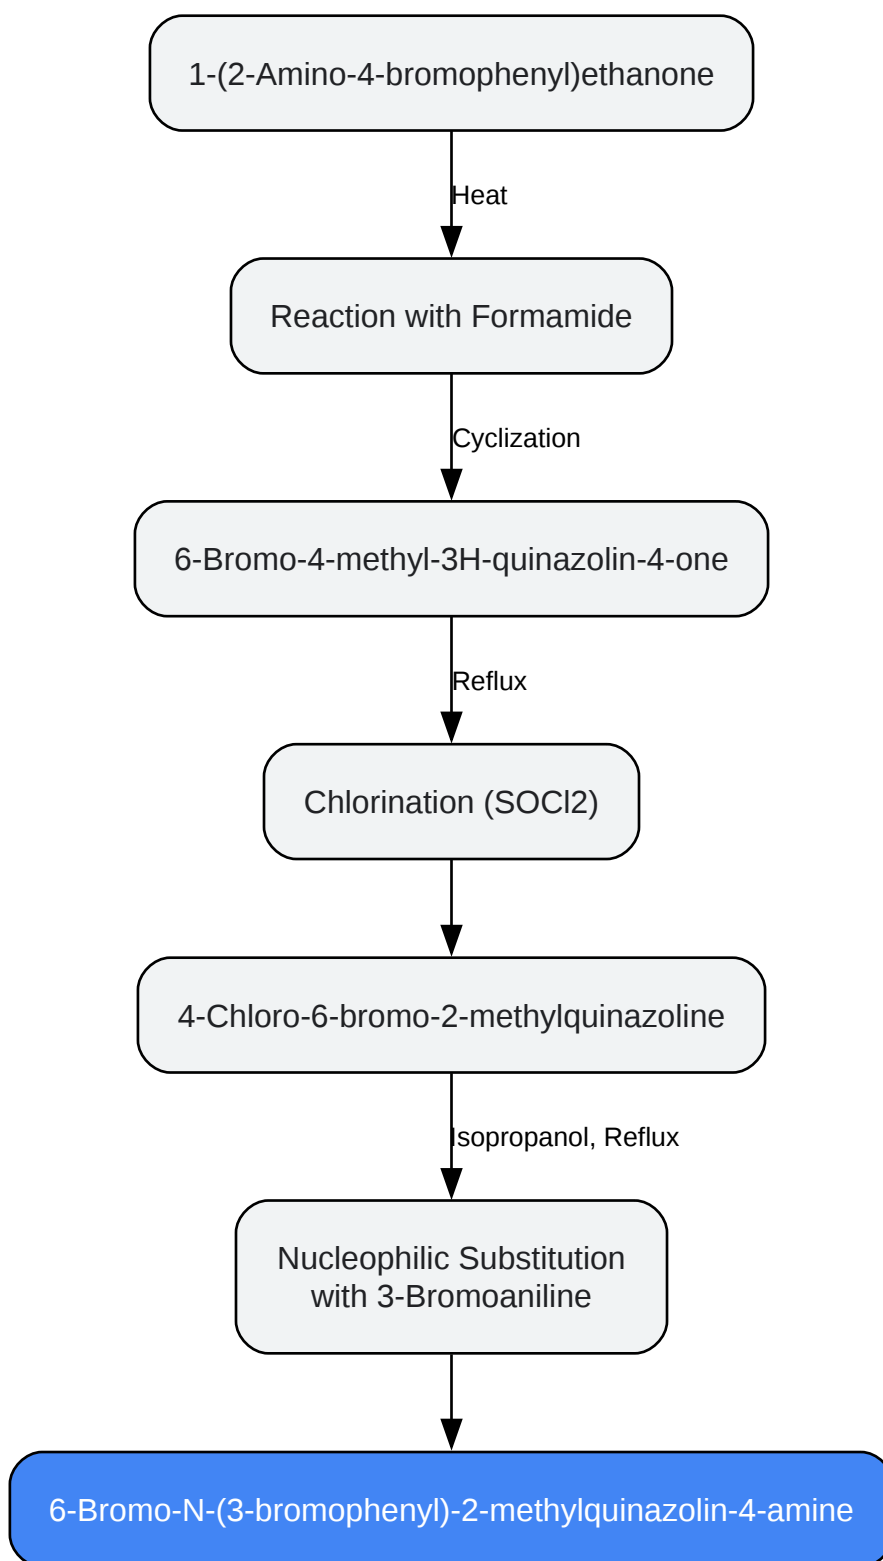 1-(2-Amino-4-bromophenyl)ethanone
Heat
Reaction with Formamide
Cyclization
6-Bromo-4-methyl-3H-quinazolin-4-one
Reflux
Chlorination (SOCl2)
4-Chloro-6-bromo-2-methylquinazoline
Isopropanol, Reflux
Nucleophilic Substitution
with 3-Bromoaniline
6-Bromo-N-(3-bromophenyl)-2-methylquinazolin-4-amine